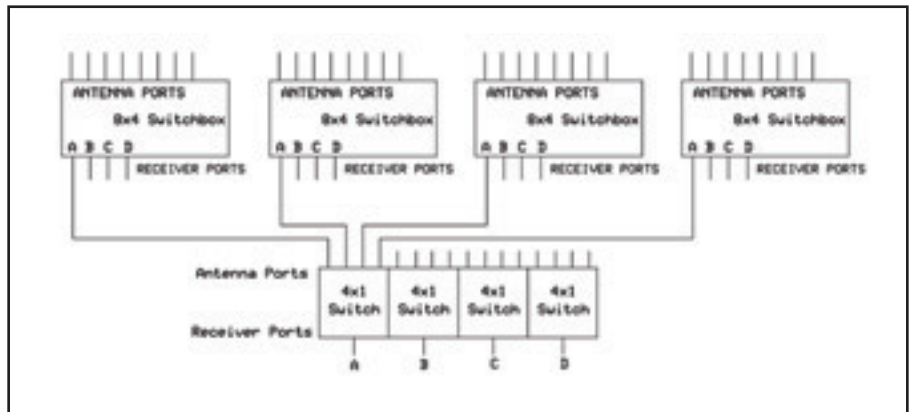 ANTENNA PORTS
8x4 Switchbox
A B C D
RECEIVER PORTS
ANTENNA PORTS
8x4 Switchbox
A B C D
RECEIVER PORTS
ANTENNA PORTS
8x4 Switchbox
A B C D
RECEIVER PORTS
ANTENNA PORTS
8x4 Switchbox
A B C D
RECEIVER PORTS
Antenna Ports
4x1
Switch
4x1
Switch
4x1
Switch
4x1
Switch
Receiver Ports
A B C D